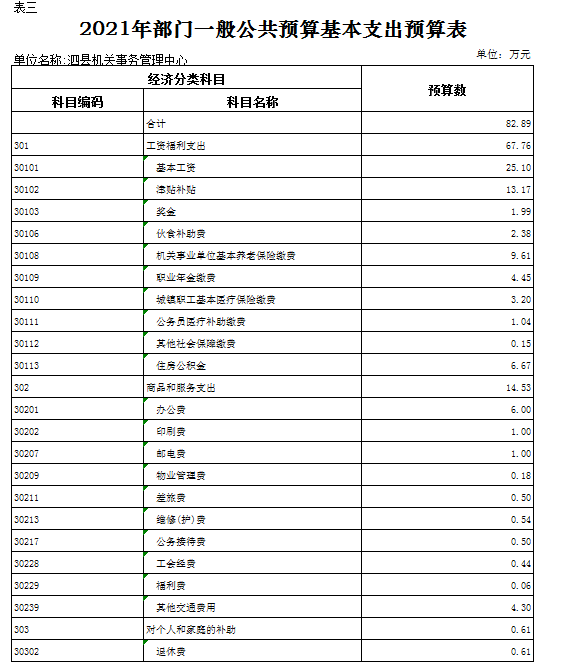 表三
2021年部门一般公共预算基本支出预算表
单位名称:泗县机关事务管理中心 单位：万元
经济分类科目 预算数
科目编码 科目名称
合计 82.89
301 工资福利支出 67.76
30101 基本工资 25.10
30102 津贴补贴 13.17
30103 奖金 1.99
30106 伙食补助费 2.38
30108 机关事业单位基本养老保险缴费 9.61
30109 职业年金缴费 4.45
30110 城镇职工基本医疗保险缴费 3.20
30111 公务员医疗补助缴费 1.04
30112 其他社会保障缴费 0.15
30113 住房公积金 6.67
302 商品和服务支出 14.53
30201 办公费 6.00
30202 印刷费 1.00
30207 邮电费 1.00
30209 物业管理费 0.18
30211 差旅费 0.50
30213 维修(护)费 0.54
30217 公务接待费 0.50
30228 工会经费 0.44
30229 福利费 0.06
30239 其他交通费用 4.30
303 对个人和家庭的补助 0.61
30302 退休费 0.61